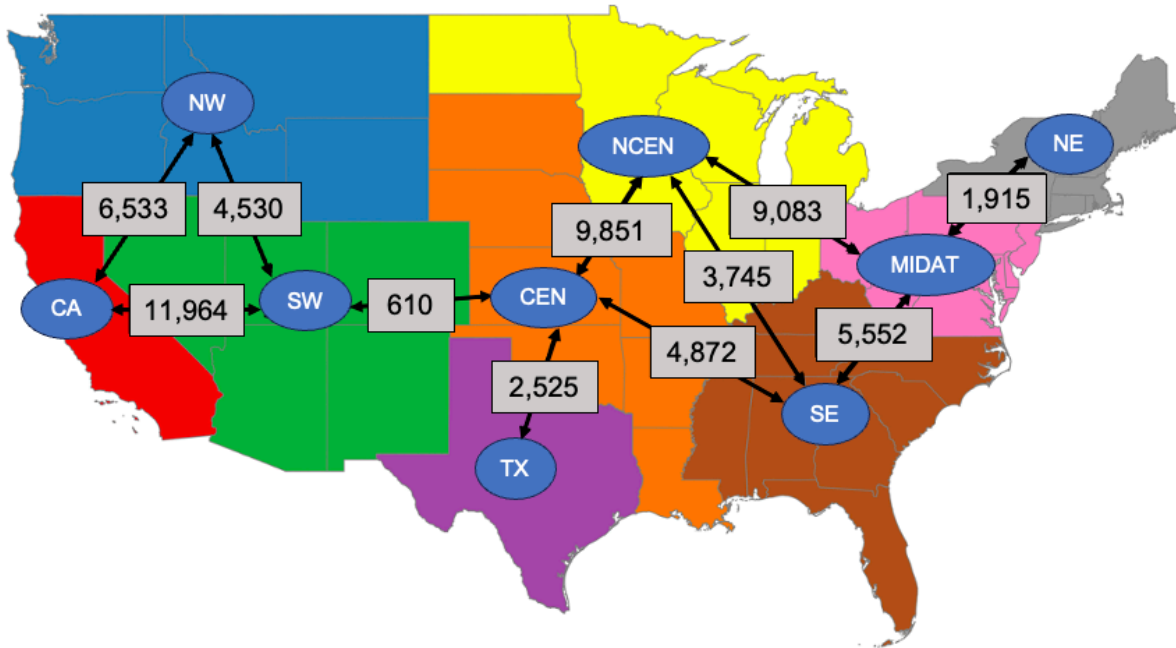 NW
NCEN
NE
6,533
4,530
9,851
9,083
1,915
3,745
MIDAT
CA
11,964
SW
610
CEN
4,872
5,552
2,525
SE
TX